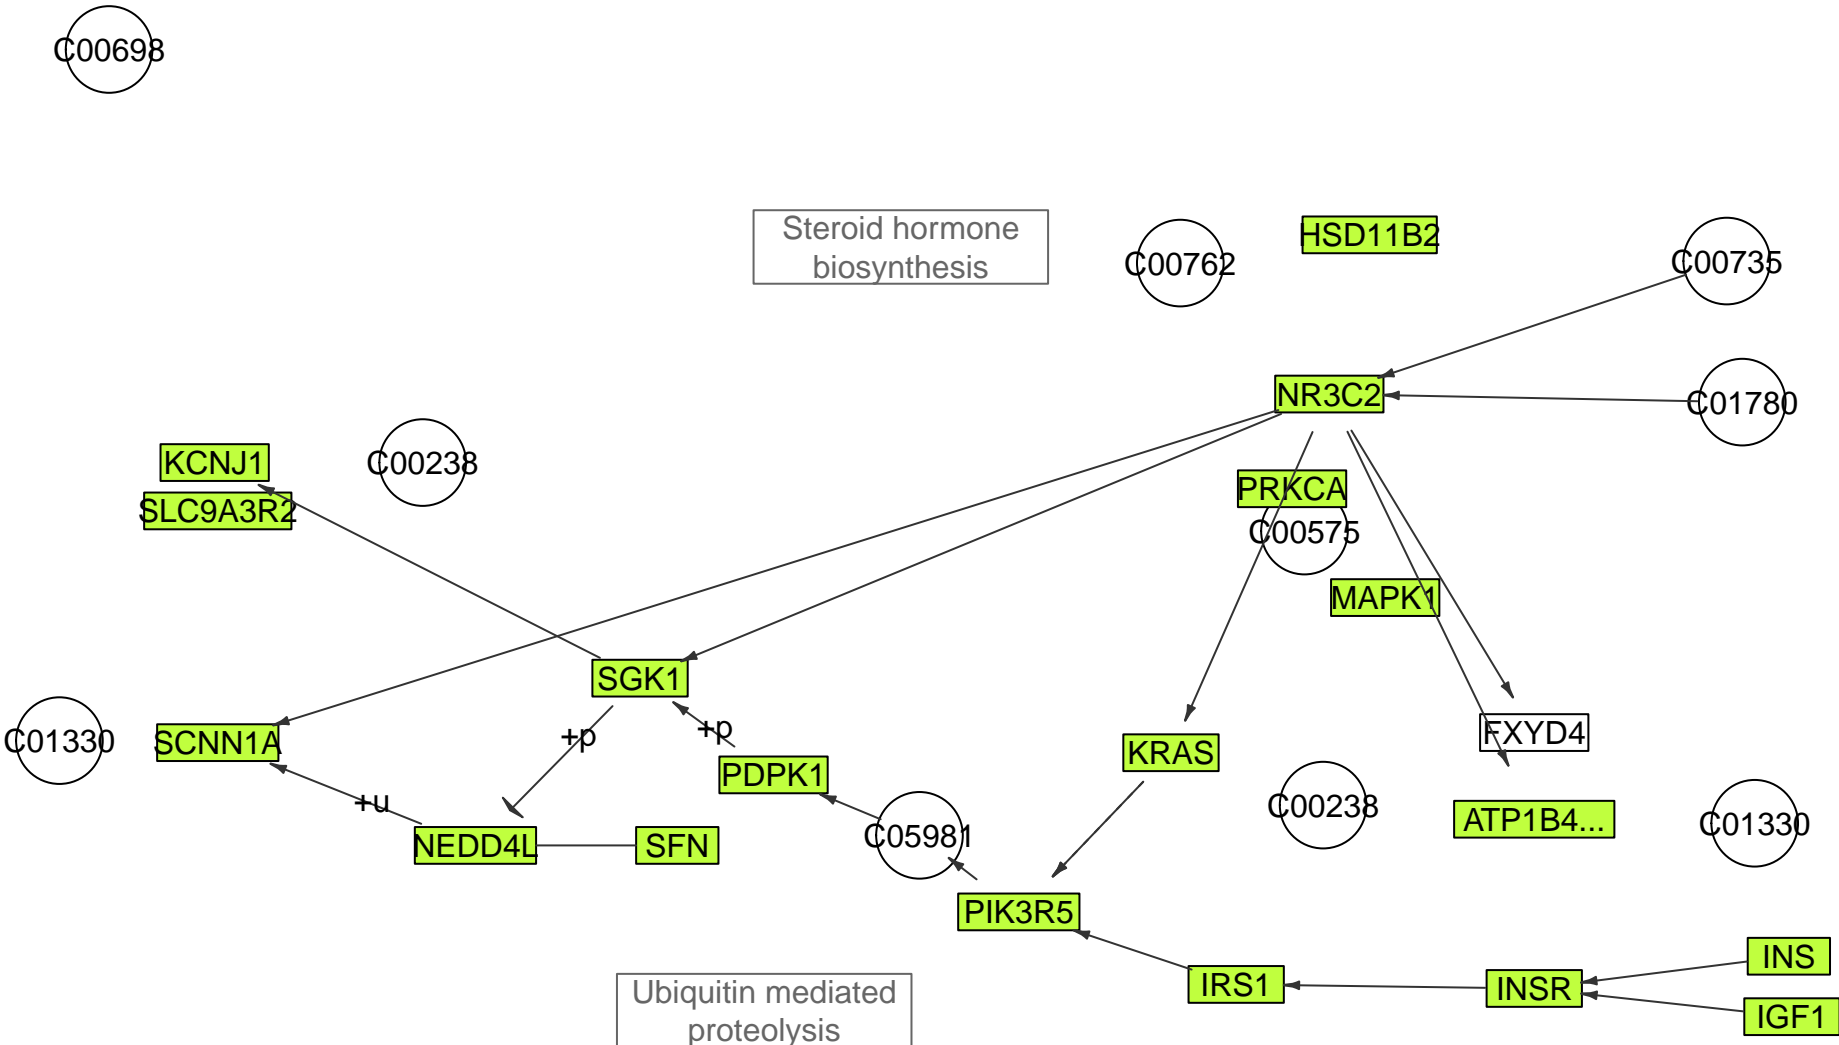 C00698
Steroid hormone
biosynthesis
C00762
HSD11B2
C00735
NR3C2
C01780
KCNJ1
C00238
SLC9A3R2
PRKCA
C00575
MAPK1
SGK1
C01330
SCNN1A
+p
+p
FXYD4
KRAS
PDPK1
+u
C00238
ATP1B4...
C01330
NEDD4L
SFN
C05981
PIK3R5
INS
IRS1
INSR
Ubiquitin mediated
proteolysis
IGF1